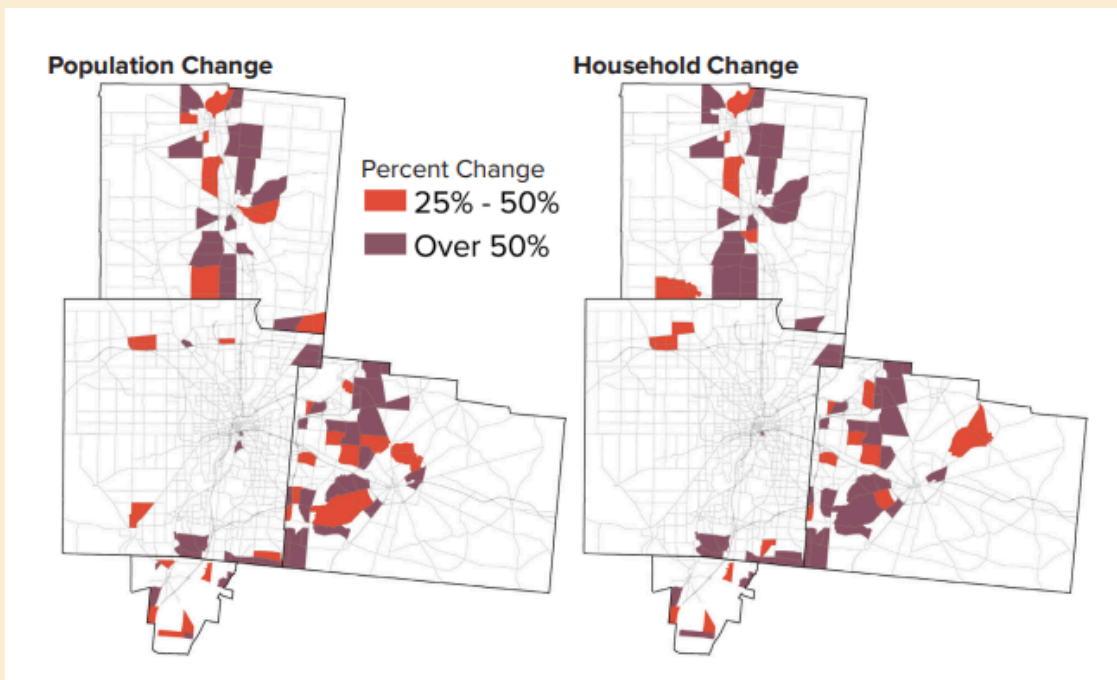 Population Change
Household Change
Percent Change
25% - 50%
Over 50%